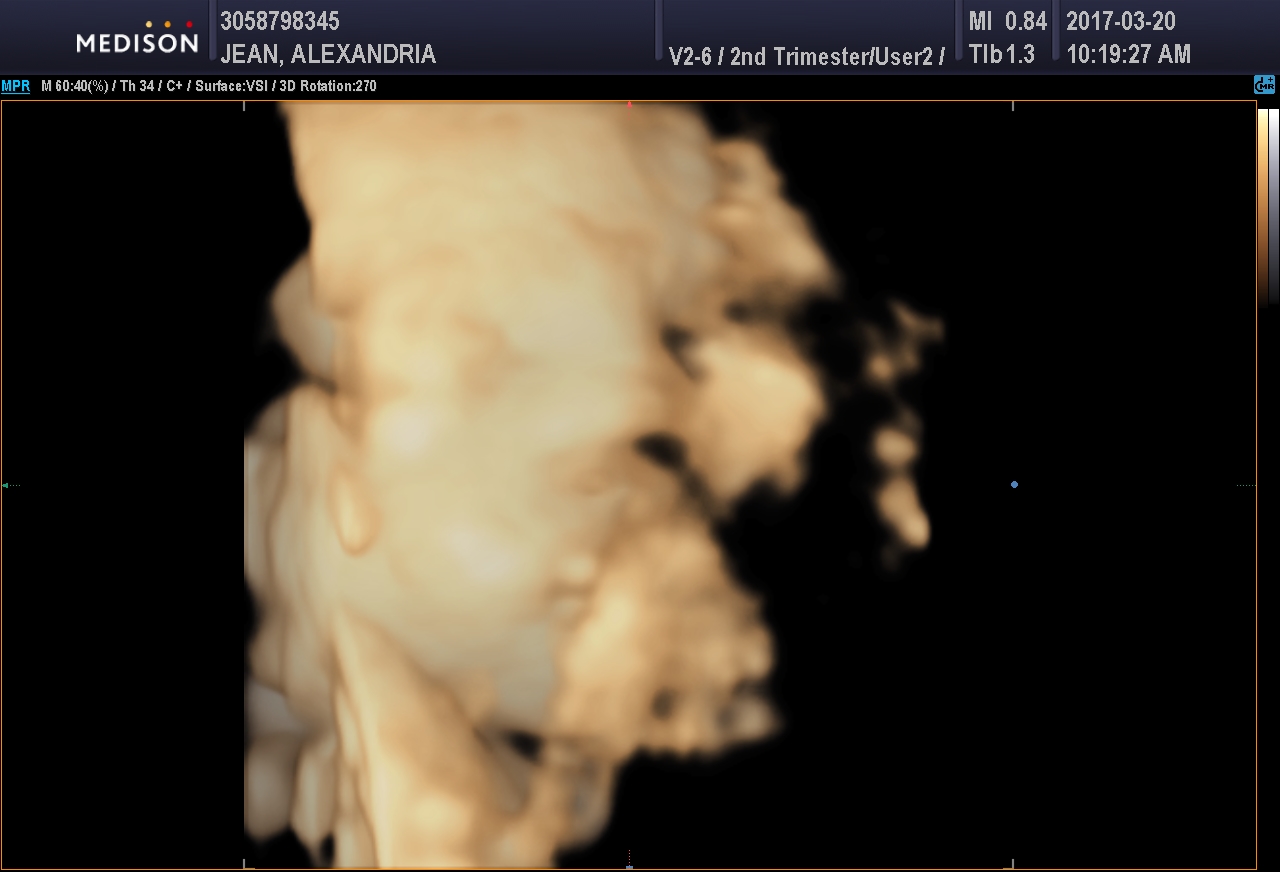 MEDISON
3058798345
JEAN, ALEXANDRIA
V2-6 / 2nd Trimester/User2 /
MI 0.84
TIb 1.3
2017-03-20
10:19:27 AM
MPR M 60:40(%) / Th 34 / C+ / Surface:VSI / 3D Rotation:270